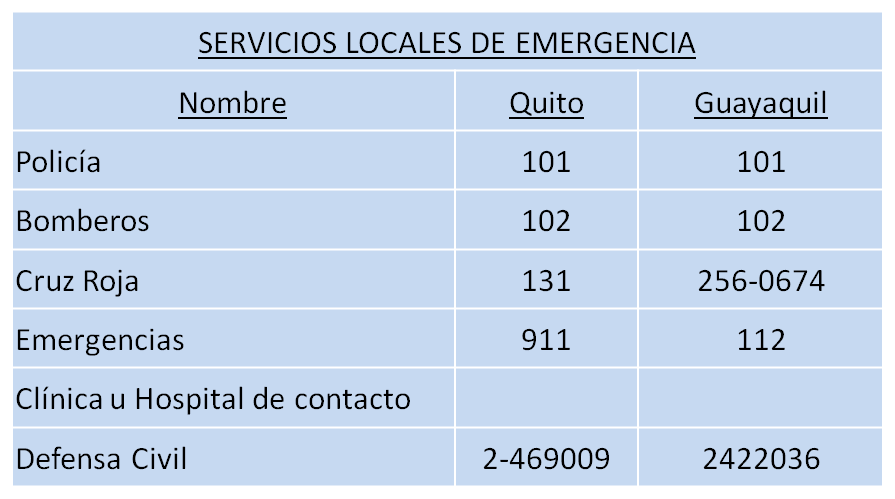 SERVICIOS LOCALES DE EMERGENCIA
Nombre Quito Guayaquil
Policía 101 101
Bomberos 102 102
Cruz Roja 131 256-0674
Emergencias 911 112
Clínica u Hospital de contacto
Defensa Civil 2-469009 2422036